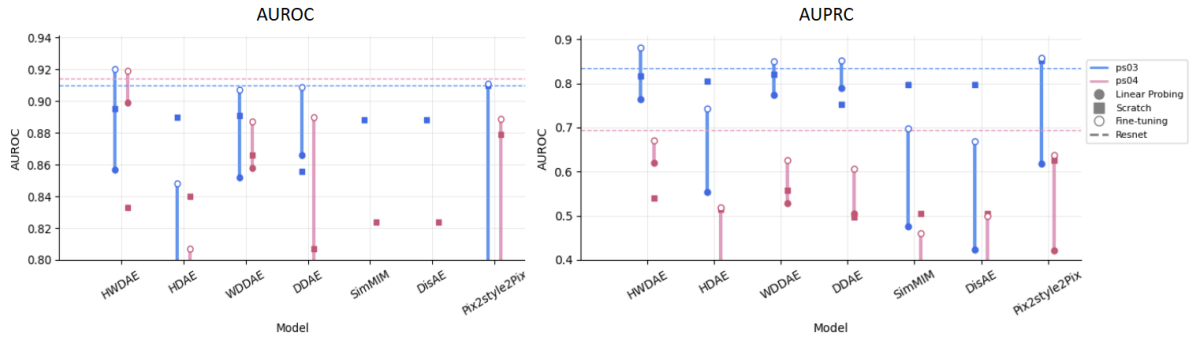 AUROC
AUROC
0.94
0.92
0.90
0.88
0.86
0.84
0.82
0.80
HWDAE
HDAE
WDDAE
DDAE
SimMIM
DisAE
Pix2style2Pix
Model
AUPRC
AUROC
0.9
0.8
0.7
0.6
0.5
0.4
HWDAE
HDAE
WDDAE
DDAE
SimMIM
DisAE
Pix2style2Pix
Model
ps03
ps04
Linear Probing
Scratch
Fine-tuning
Resnet